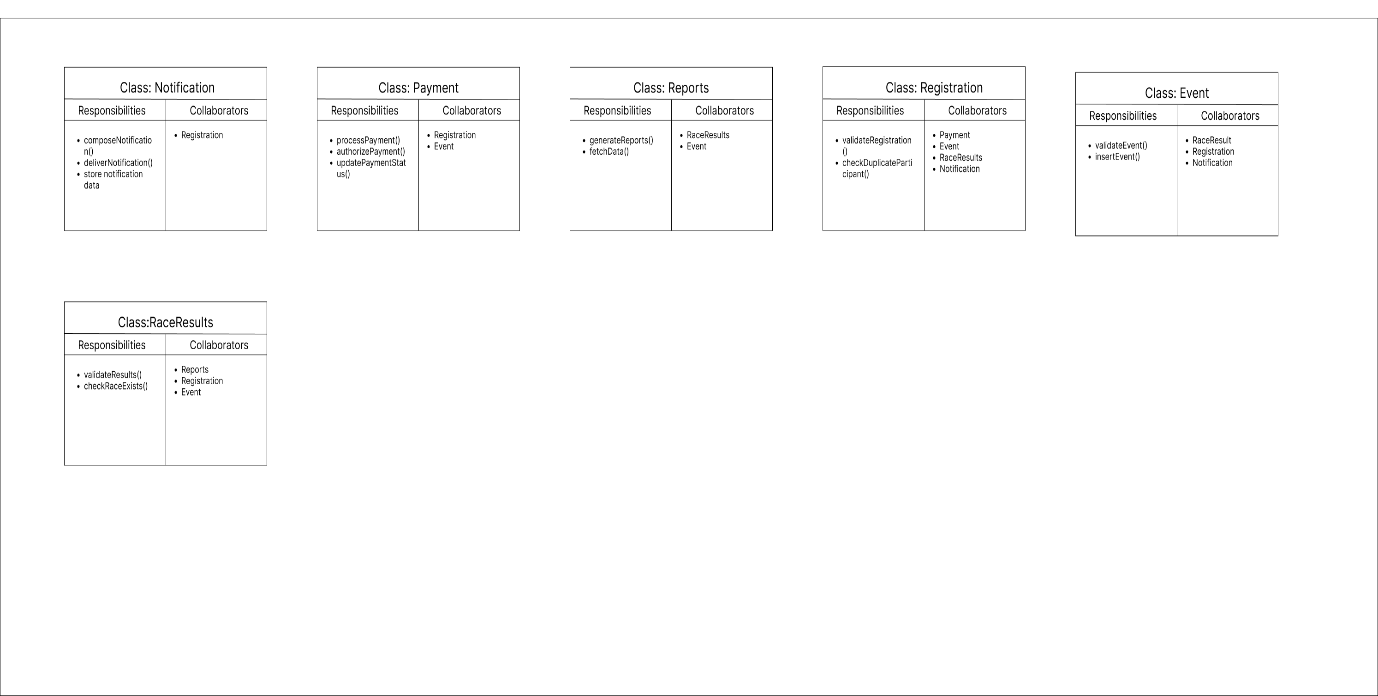 Class: Notification
Responsibilities
Collaborators
• composeNotificatio
n()
• deliverNotification()
• store notification
data
• Registration
Class: Payment
Responsibilities
Collaborators
• processPayment()
• authorizePayment()
• updatePaymentStat
us()
• Registration
• Event
Class: Reports
Responsibilities
Collaborators
• generateReports()
• fetchData()
• RaceResults
• Event
Class: Registration
Responsibilities
Collaborators
• validateRegistration
()
• checkDuplicateParti
cipant()
• Payment
• Event
• RaceResults
• Notification
Class: Event
Responsibilities
Collaborators
• validateEvent()
• insertEvent()
• RaceResult
• Registration
• Notification
Class:RaceResults
Responsibilities
Collaborators
• validateResults()
• checkRaceExists()
• Reports
• Registration
• Event